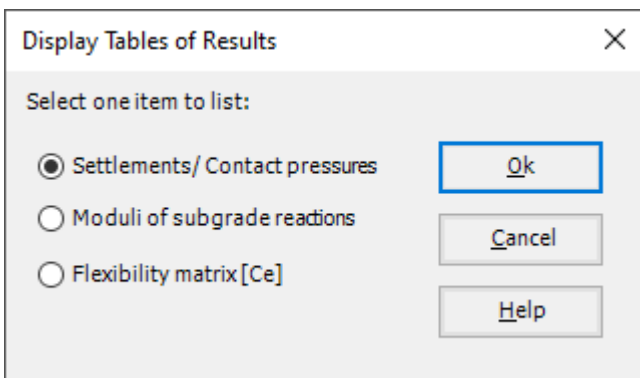 Display Tables of Results
Select one item to list:
Settlements/ Contact pressures
Ok
Moduli of subgrade reactions
Cancel
Flexibility matrix [Ce]
Help